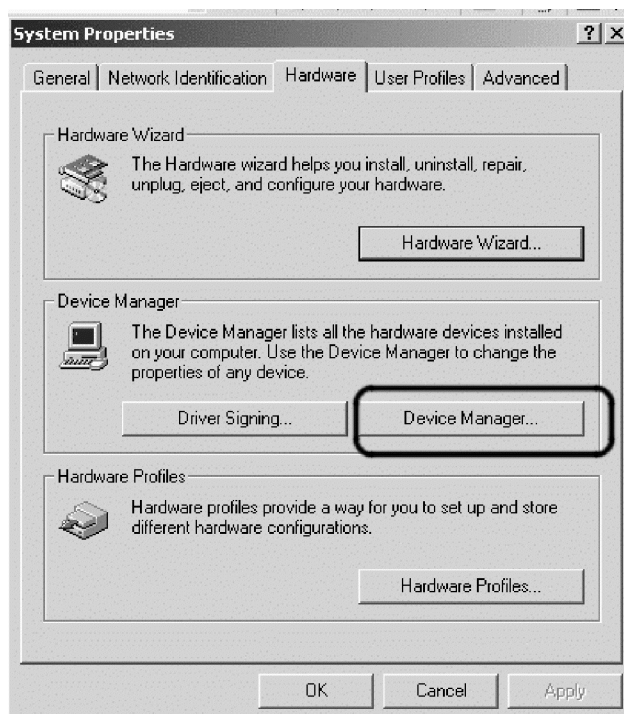 System Properties
? X
General Network Identification Hardware User Profiles Advanced
Hardware Wizard
The Hardware wizard helps you install, uninstall, repair,
unplug, eject, and configure your hardware.
Hardware Wizard...
Device Manager
The Device Manager lists all the hardware devices installed
on your computer. Use the Device Manager to change the
properties of any device.
Driver Signing... Device Manager...
Hardware Profiles
Hardware profiles provide a way for you to set up and store
different hardware configurations.
Hardware Profiles...
OK Cancel Apply